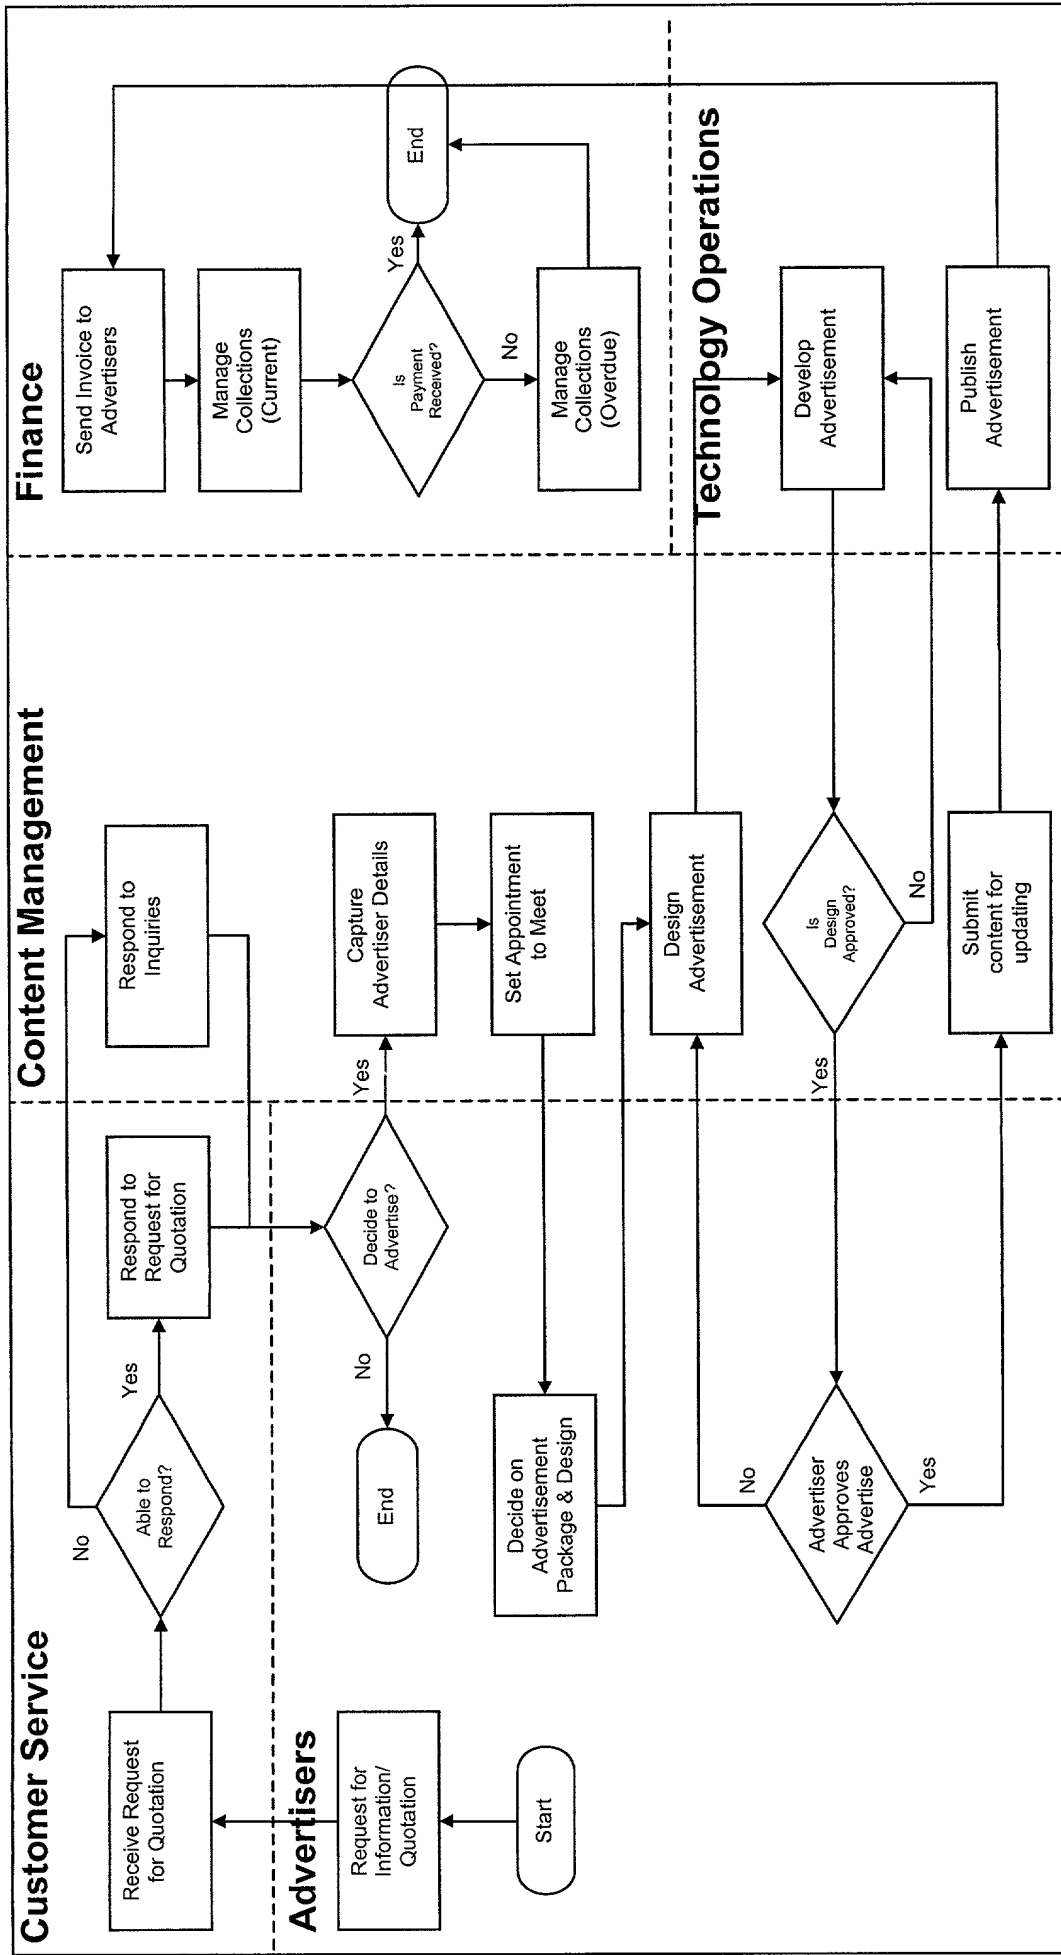 Customer Service
Receive Request
for Quotation
Able to
Respond?
No
Yes
Respond to
Request for
Quotation
Advertisers
Request for
Information/
Quotation
Start
Decide to
Advertise?
No
Yes
End
Decide on
Advertisement
Package & Design
Advertiser
Approves
Advertise
No
Yes
Content Management
Respond to
Inquiries
Capture
Advertiser Details
Set Appointment
to Meet
Design
Advertisement
Is
Design
Approved?
Yes
No
Submit
content for
updating
Finance
Send Invoice to
Advertisers
Manage
Collections
(Current)
Is
Payment
Received?
Yes
No
End
Manage
Collections
(Overdue)
Technology Operations
Develop
Advertisement
Publish
Advertisement